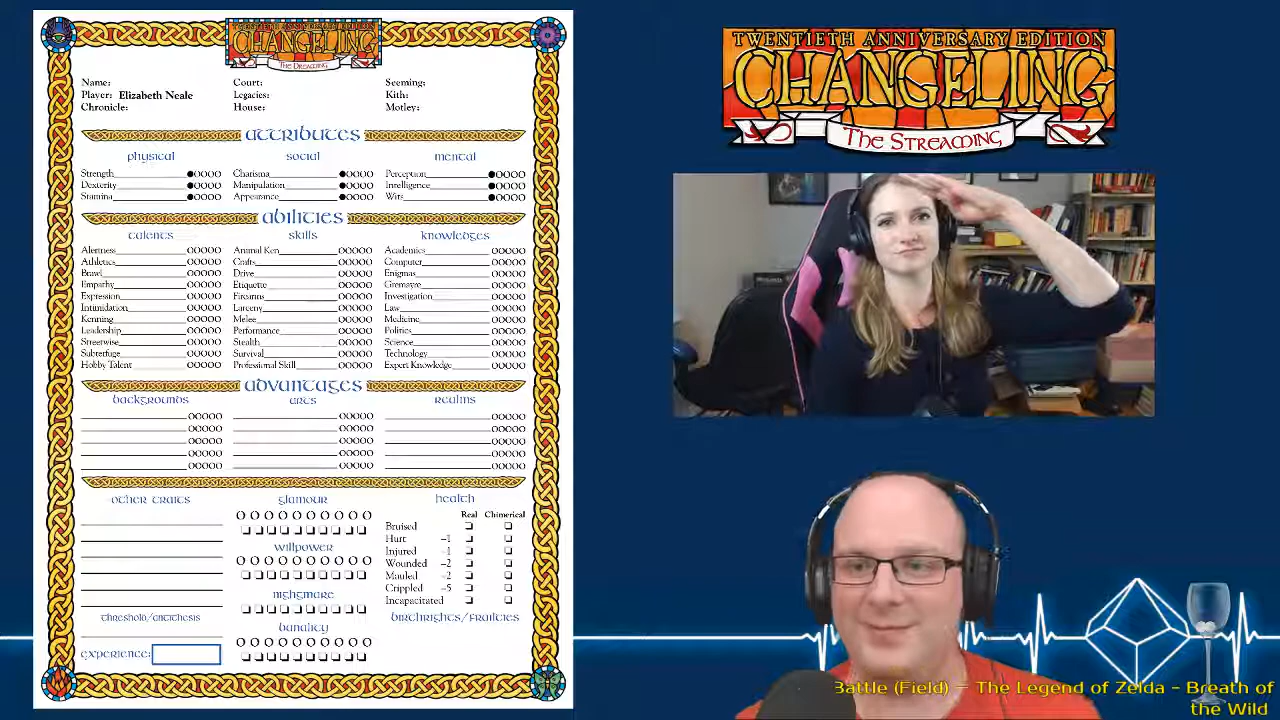 TWENTIETH ANNIVERSARY EDITION
CHANGELING
The Dreaming
Name: Court: Seeming:
Player: Elizabeth Neale Legacies: Kith:
Chronicle: House: Motley:
attributes
physical social mental
Strength Charisma Perception
Dexterity Manipulation Intelligence
Stamina Appearance Wits
abilities
talents skills knowledges
Alertness Animal Ken Academics
Athletics Crafts Computer
Brawl Drive Enigmas
Empathy Etiquette Gremayre
Expression Firearms Investigation
Intimidation Larceny Law
Kenning Melee Medicine
Leadership Performance Politics
Streetwise Stealth Science
Subterfuge Survival Technology
Hobby Talent Professional Skill Expert Knowledge
advantages
backgrounds arts realms
other traits glamour health
Real Chimerical
Bruised
Hurt -1
Injured -1
willpower
Wounded -2
Mauled -2
Crippled -5
nightmare
Incapacitated
threshold/antithesis birthrights/frailties
banality
experience:
TWENTIETH ANNIVERSARY EDITION
CHANGELING
The Streaming
Battle (Field) - The Legend of Zelda - Breath of
the Wild